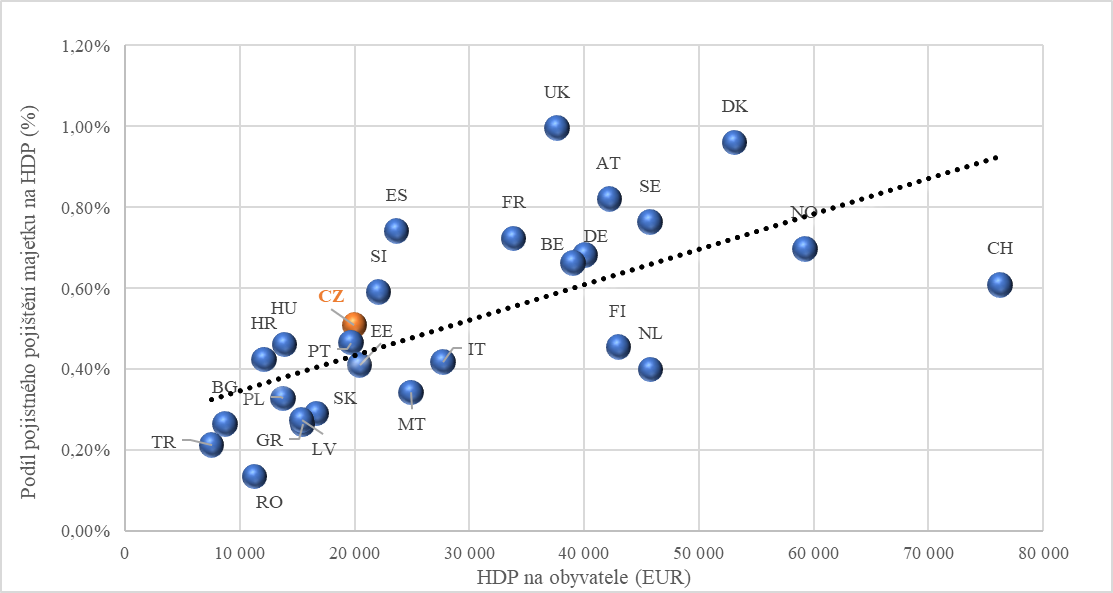 Podíl pojistného pojištění majetku na HDP (%)
1,20%
1,00%
0,80%
0,60%
0,40%
0,20%
0,00%
UK
DK
AT
SE
ES
FR
NO
BE
DE
SI
CH
CZ
HU
FI
HR
EE
NL
PT
IT
BG
PL
SK
MT
TR
GR
LV
RO
0
10 000
20 000
30 000
40 000
50 000
60 000
70 000
80 000
HDP na obyvatele (EUR)